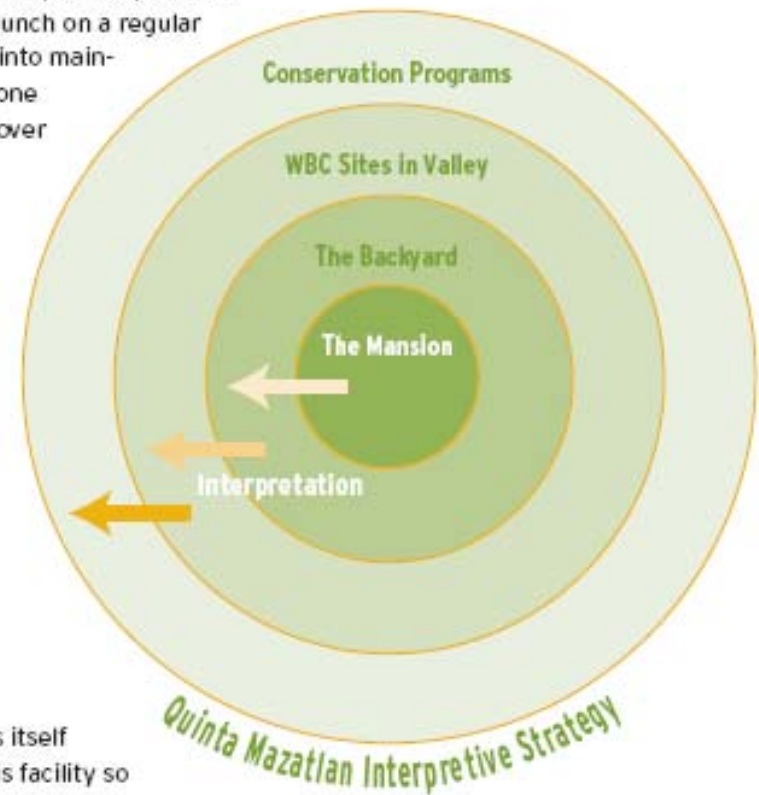 unch on a regular
into main-
one
over
Conservation Programs
WBC Sites in Valley
The Backyard
The Mansion
Interpretation
Quinta Mazatlan Interpretive Strategy
s itself
s facility so